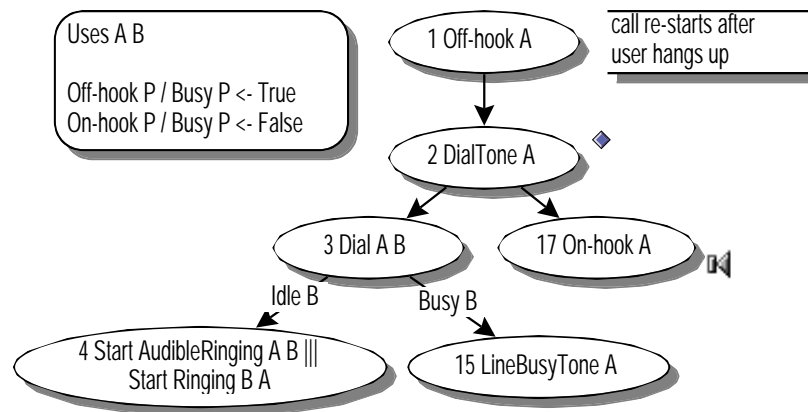 Uses A B
Off-hook P / Busy P <- True
On-hook P / Busy P <- False
1 Off-hook A
call re-starts after
user hangs up
2 DialTone A
3 Dial A B
17 On-hook A
Idle B
Busy B
4 Start AudibleRinging A B |||
Start Ringing B A
15 LineBusyTone A